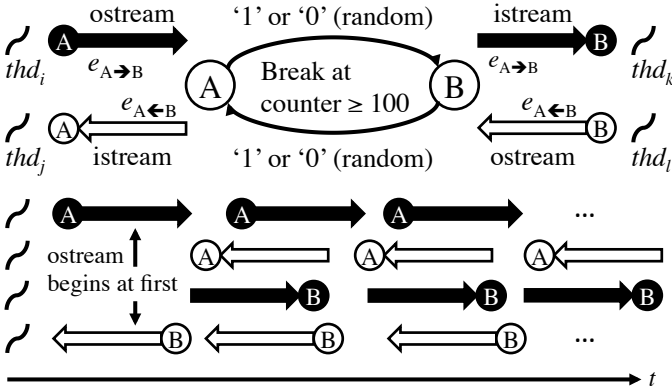 ostream
'1' or '0' (random)
istream
A
B
thd_i
e_A➔B
A
Break at
counter ≥ 100
B
e_A➔B
thd_k
e_A←B
e_A←B
A
B
thd_j
istream
'1' or '0' (random)
ostream
thd_l
A
A
A
...
ostream
A
A
A
begins at first
B
B
B
B
B
B
...
t